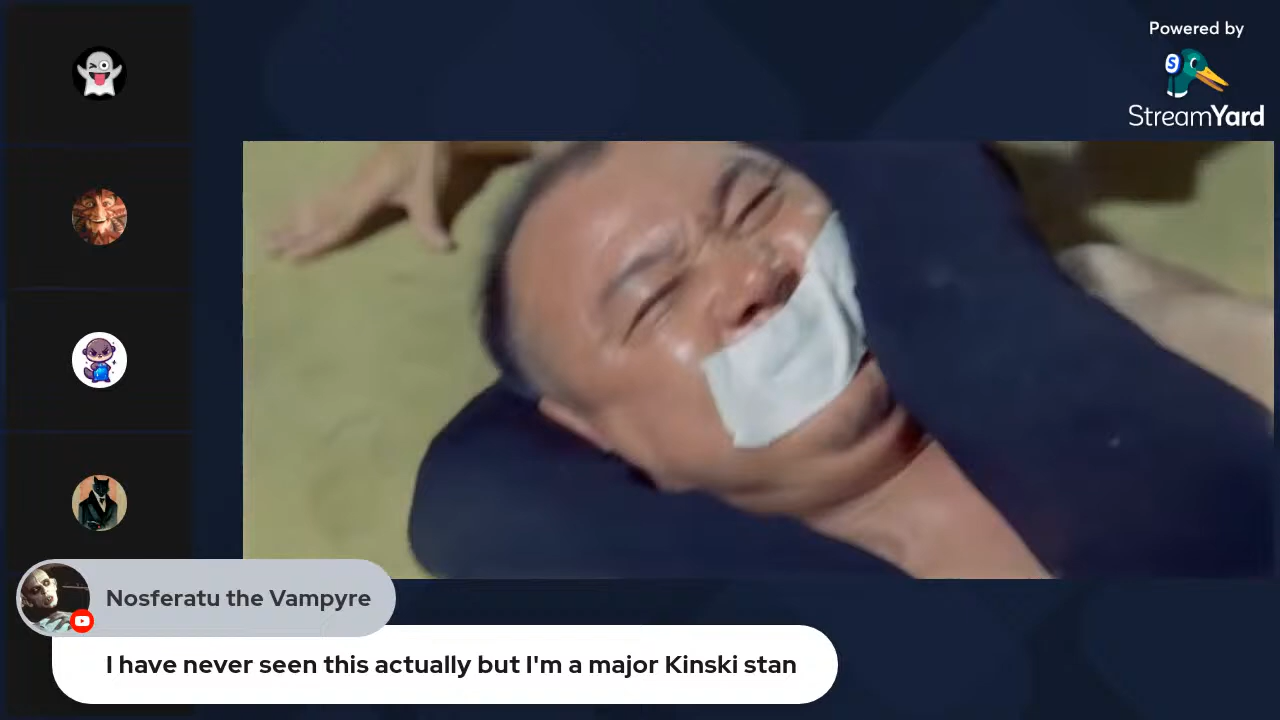 Powered by
StreamYard
Nosferatu the Vampyre
I have never seen this actually but I'm a major Kinski stan